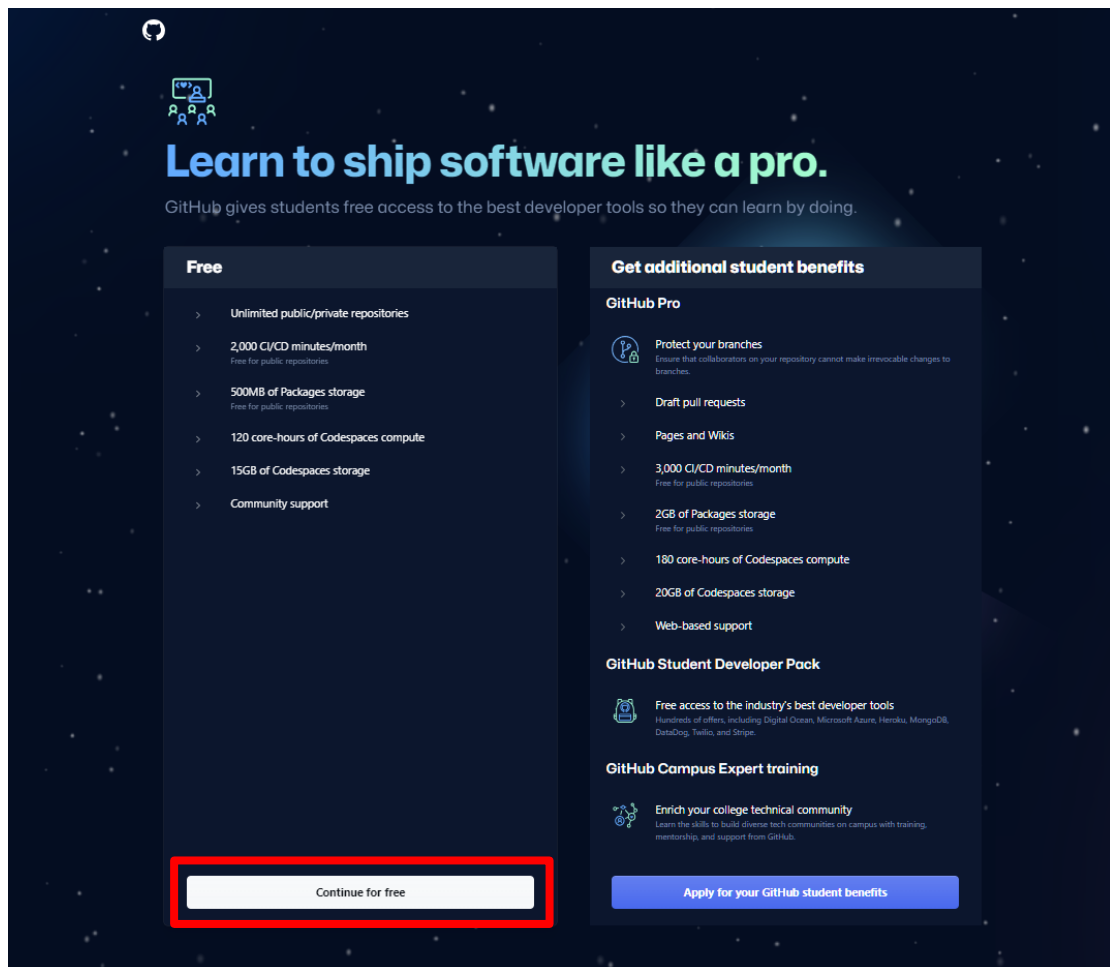 Learn to ship software like a pro.
GitHub gives students free access to the best developer tools so they can learn by doing.
Free
Unlimited public/private repositories
2,000 CI/CD minutes/month
Free for public repositories
500MB of Packages storage
Free for public repositories
120 core-hours of Codespaces compute
15GB of Codespaces storage
Community support
Continue for free
Get additional student benefits
GitHub Pro
Protect your branches
Ensure that collaborators on your repository cannot make irrevocable changes to
branches.
Draft pull requests
Pages and Wikis
3,000 CI/CD minutes/month
Free for public repositories
2GB of Packages storage
Free for public repositories
180 core-hours of Codespaces compute
20GB of Codespaces storage
Web-based support
GitHub Student Developer Pack
Free access to the industry's best developer tools
Hundreds of offers, including Digital Ocean, Microsoft Azure, Heroku, MongoDB,
DataDog, Twilio, and Stripe.
GitHub Campus Expert training
Enrich your college technical community
Learn the skills to build diverse tech communities on campus with training,
mentorship, and support from GitHub.
Apply for your GitHub student benefits